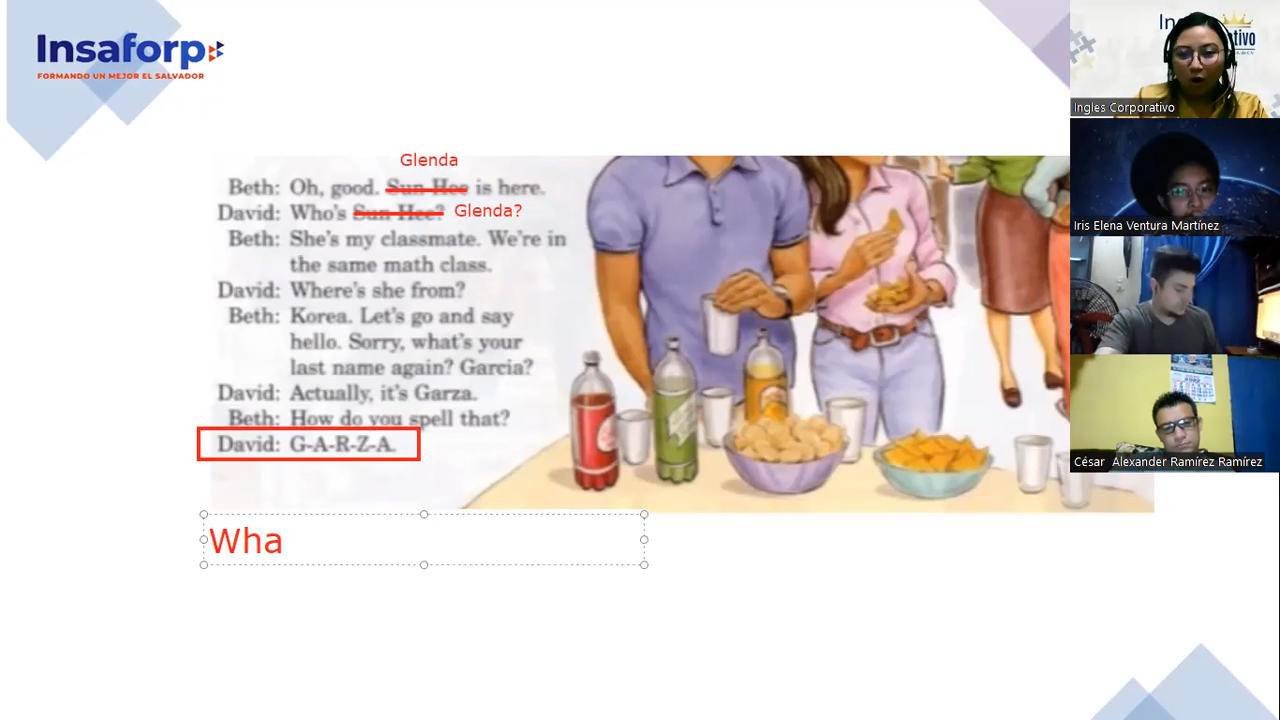 Insaforp
FORMANDO UN MEJOR EL SALVADOR
Glenda
Beth: Oh, good. Sun Hee is here.
David: Who's Sun Hee? Glenda?
Beth: She's my classmate. We're in
the same math class.
David: Where's she from?
Beth: Korea. Let's go and say
hello. Sorry, what's your
last name again? Garcia?
David: Actually, it's Garza.
Beth: How do you spell that?
David: G-A-R-Z-A.
Wha
Ingles Corporativo
Iris Elena Ventura Martínez
César Alexander Ramírez Ramírez